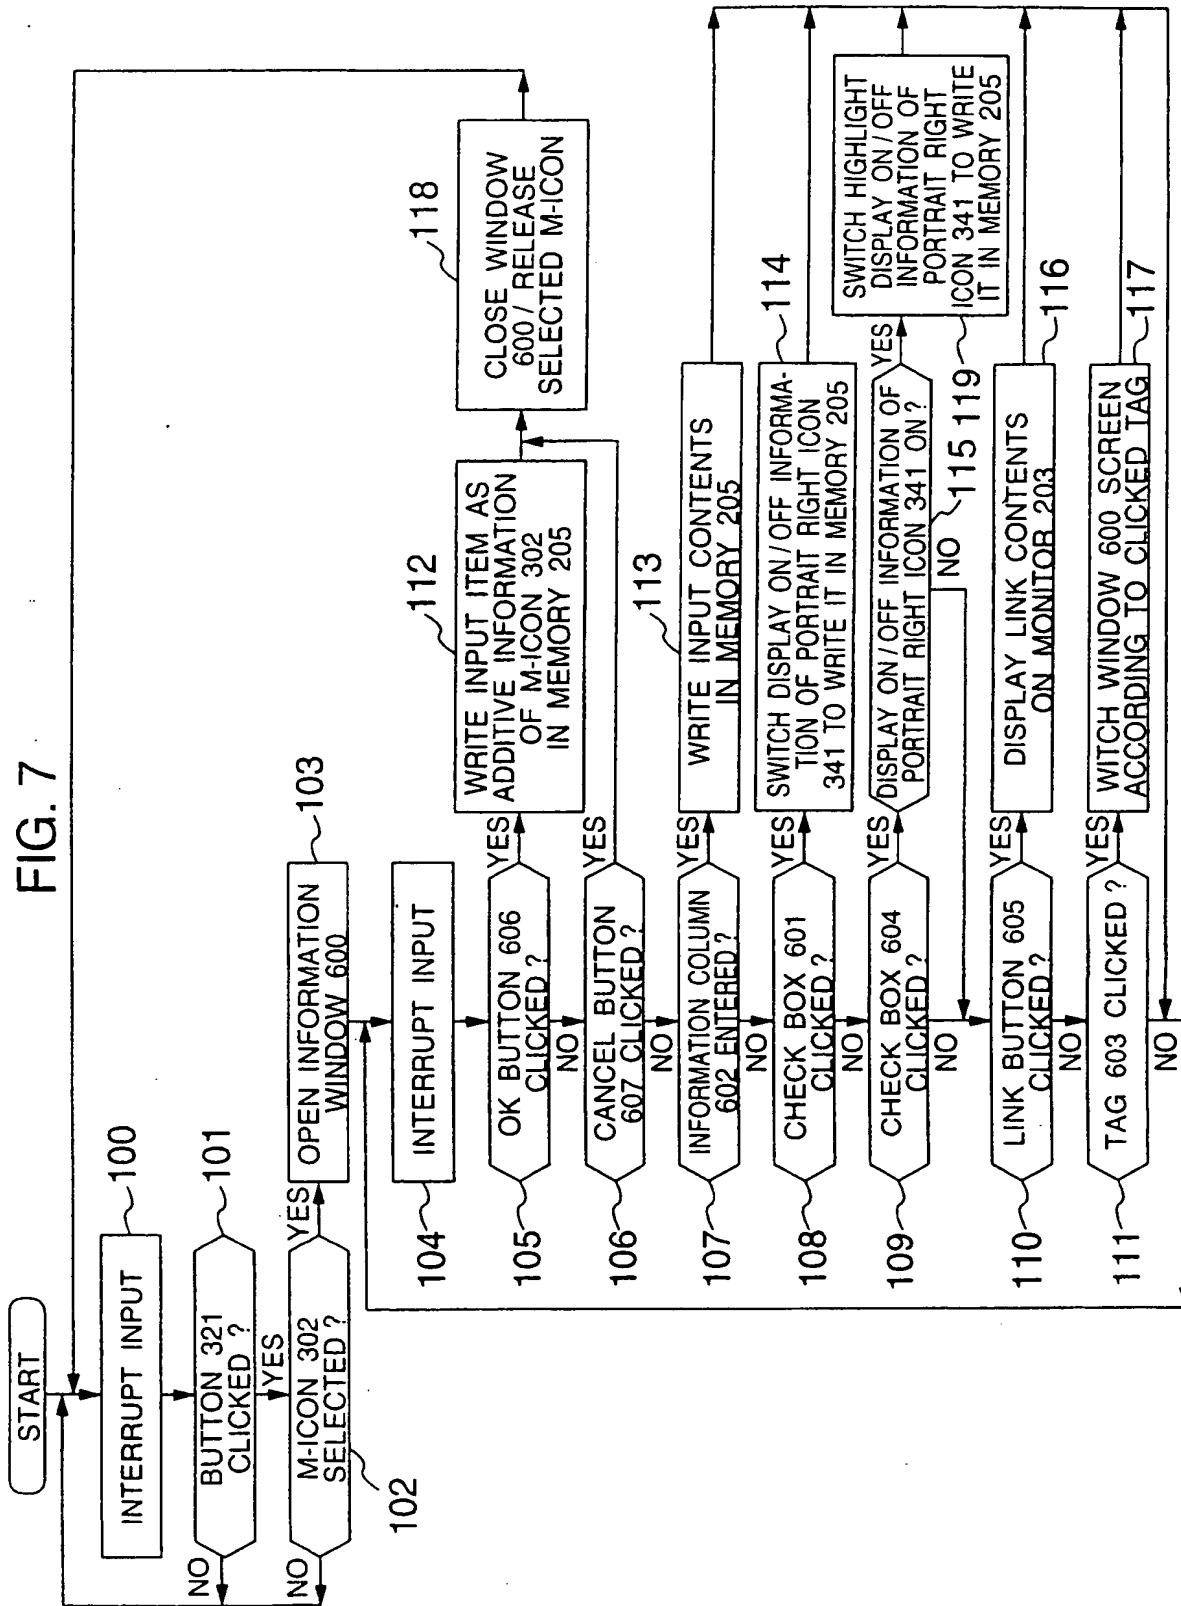 FIG. 7
START
INTERRUPT INPUT
100
BUTTON 321
CLICKED ?
101
NO
YES
M-ICON 302
SELECTED ?
102
NO
YES
OPEN INFORMATION
WINDOW 600
103
INTERRUPT INPUT
104
OK BUTTON 606
CLICKED ?
105
YES
NO
WRITE INPUT ITEM AS
ADDITIVE INFORMATION
OF M-ICON 302
IN MEMORY 205
112
CLOSE WINDOW
600 / RELEASE
SELECTED M-ICON
118
CANCEL BUTTON
607 CLICKED ?
106
YES
NO
INFORMATION COLUMN
602 ENTERED ?
107
YES
NO
WRITE INPUT CONTENTS
IN MEMORY 205
113
CHECK BOX 601
CLICKED ?
108
YES
NO
SWITCH DISPLAY ON/OFF INFORMA-
TION OF PORTRAIT RIGHT ICON
341 TO WRITE IT IN MEMORY 205
114
CHECK BOX 604
CLICKED ?
109
YES
NO
DISPLAY ON/OFF INFORMATION OF
PORTRAIT RIGHT ICON 341 ON ?
115
YES
NO
SWITCH HIGHLIGHT
DISPLAY ON/OFF
INFORMATION OF
PORTRAIT RIGHT
ICON 341 TO WRITE
IT IN MEMORY 205
119
LINK BUTTON 605
CLICKED ?
110
YES
NO
DISPLAY LINK CONTENTS
ON MONITOR 203
116
TAG 603 CLICKED ?
111
YES
NO
WITCH WINDOW 600 SCREEN
ACCORDING TO CLICKED TAG
117